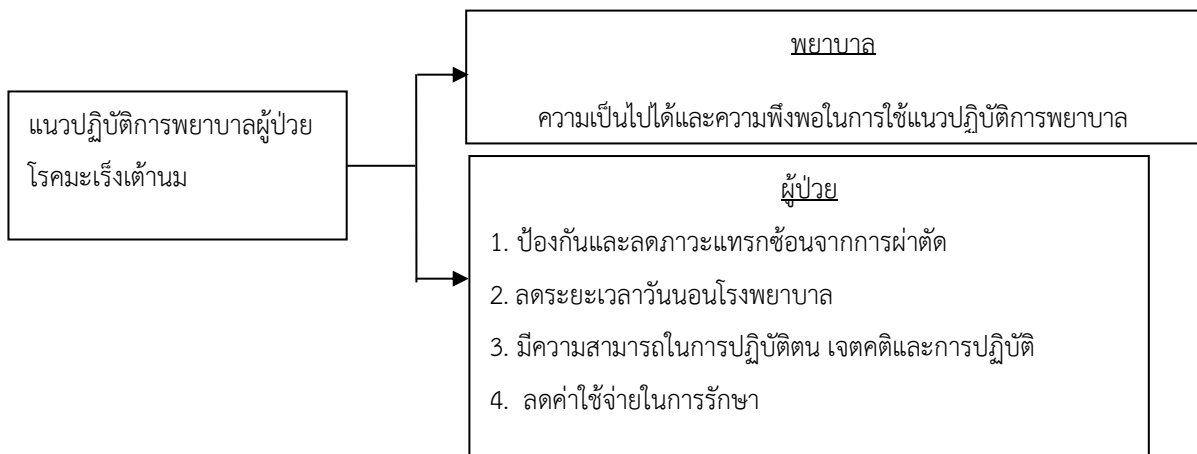 พยาบาล
ความเป็นไปได้และความพึงพอในการใช้แนวปฏิบัติการพยาบาล
แนวปฏิบัติการพยาบาลผู้ป่วย
โรคมะเร็งเต้านม
ผู้ป่วย
1. ป้องกันและลดภาวะแทรกซ้อนจากการผ่าตัด
2. ลดระยะเวลาวันนอนโรงพยาบาล
3. มีความสามารถในการปฏิบัติตน เจตคติและการปฏิบัติ
4. ลดค่าใช้จ่ายในการรักษา